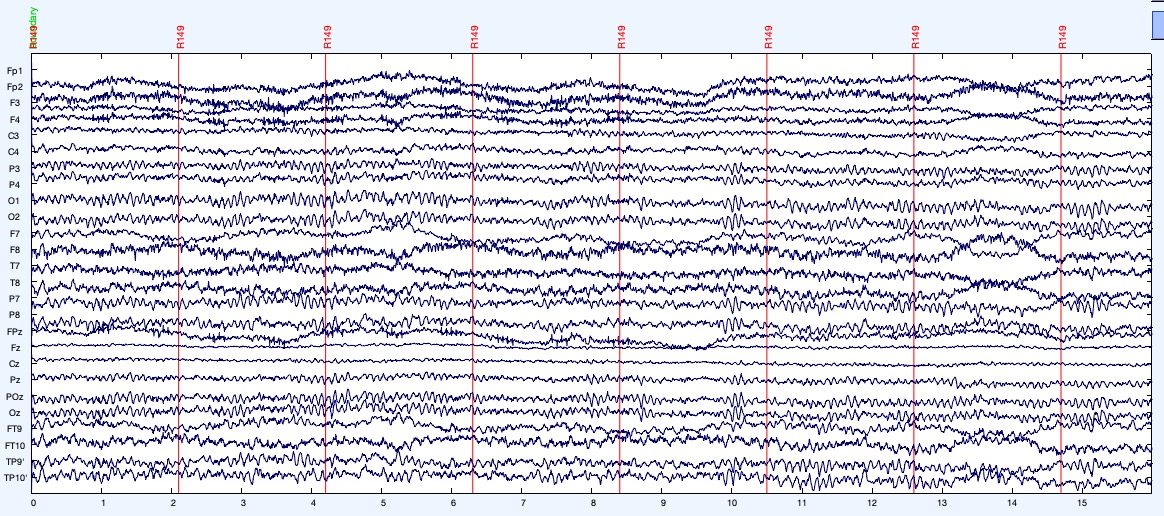 boundary
R149 R149 R149 R149 R149 R149 R149 R149
Fp1
Fp2
F3
F4
C3
C4
P3
P4
O1
O2
F7
F8
T7
T8
P7
P8
FPz
Fz
Cz
Pz
POz
Oz
FT9
FT10
TP9'
TP10'
0 1 2 3 4 5 6 7 8 9 10 11 12 13 14 15